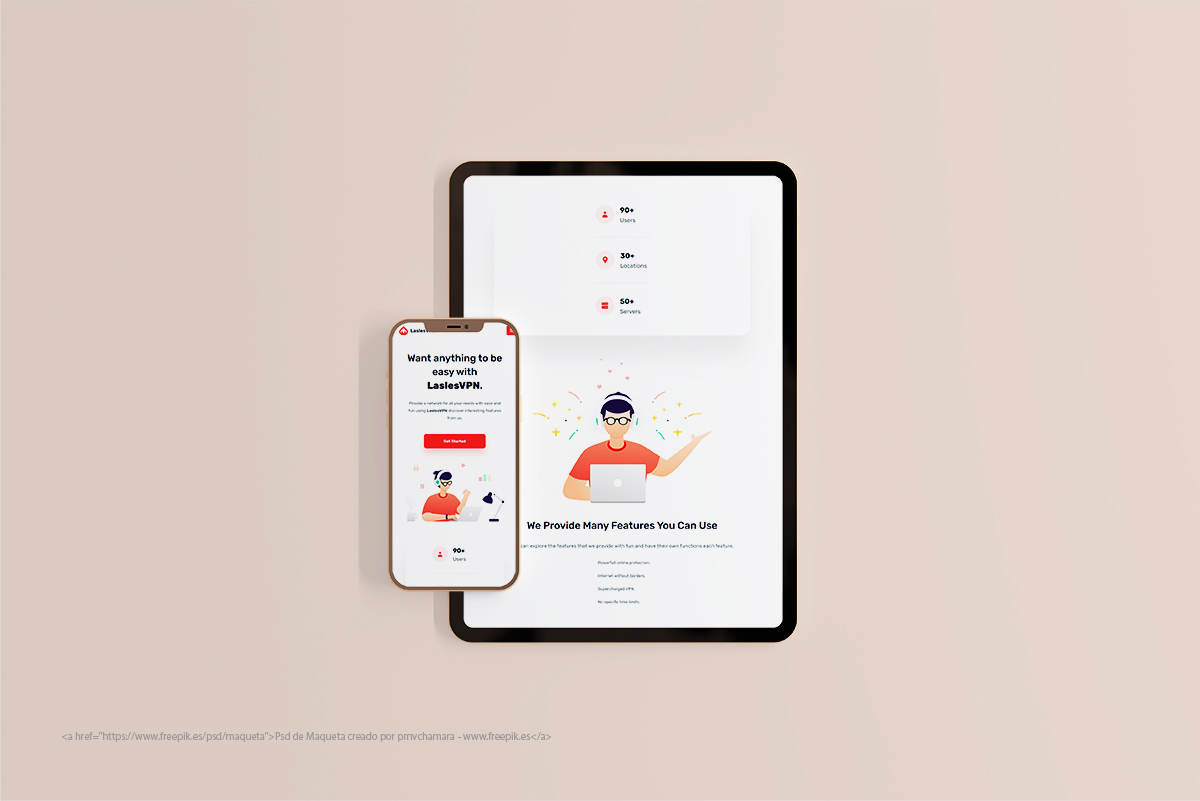 90+
Users
30+
Locations
50+
Servers
Lasles
Want anything to be
easy with
LaslesVPN.
Provide a network for all your needs with ease and
fun using LaslesVPN discover interesting features
from us.
Get Started
90+
Users
We Provide Many Features You Can Use
can explore the features that we provide with fun and have their own functions each feature.
Powerfull online protection.
Internet without borders.
Supercharged VPN
No specific time limits.
<a href="https://www.freepik.es/psd/maqueta">Psd de Maqueta creado por pmvchamara - www.freepik.es</a>